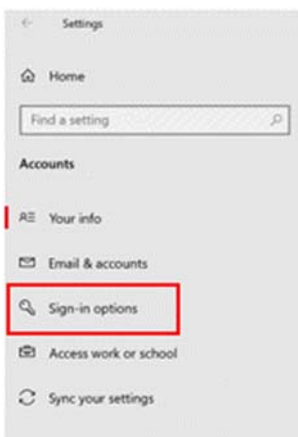 Settings
Home
Find a setting
Accounts
Your info
Email & accounts
Sign-in options
Access work or school
Sync your settings